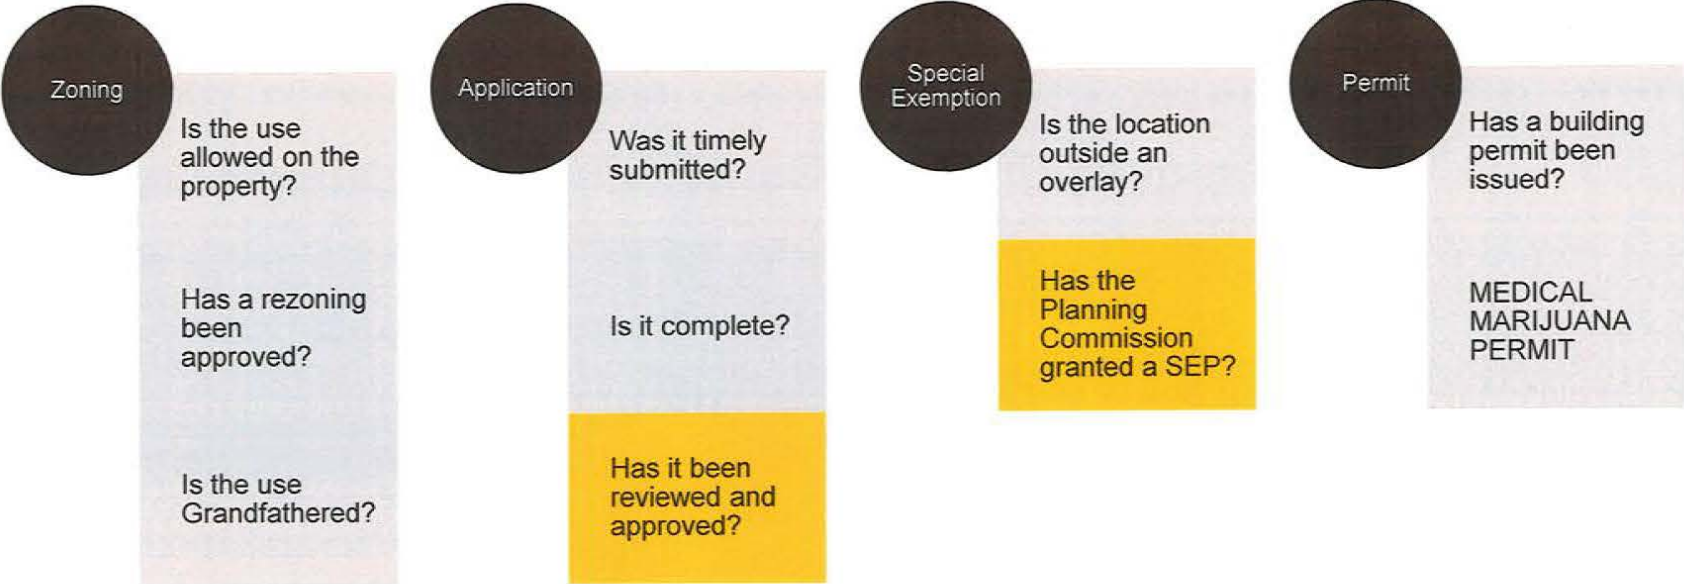 Zoning
Is the use
allowed on the
property?
Has a rezoning
been
approved?
Is the use
Grandfathered?
Application
Was it timely
submitted?
Is it complete?
Has it been
reviewed and
approved?
Special
Exemption
Is the location
outside an
overlay?
Has the
Planning
Commission
granted a SEP?
Permit
Has a building
permit been
issued?
MEDICAL
MARIJUANA
PERMIT